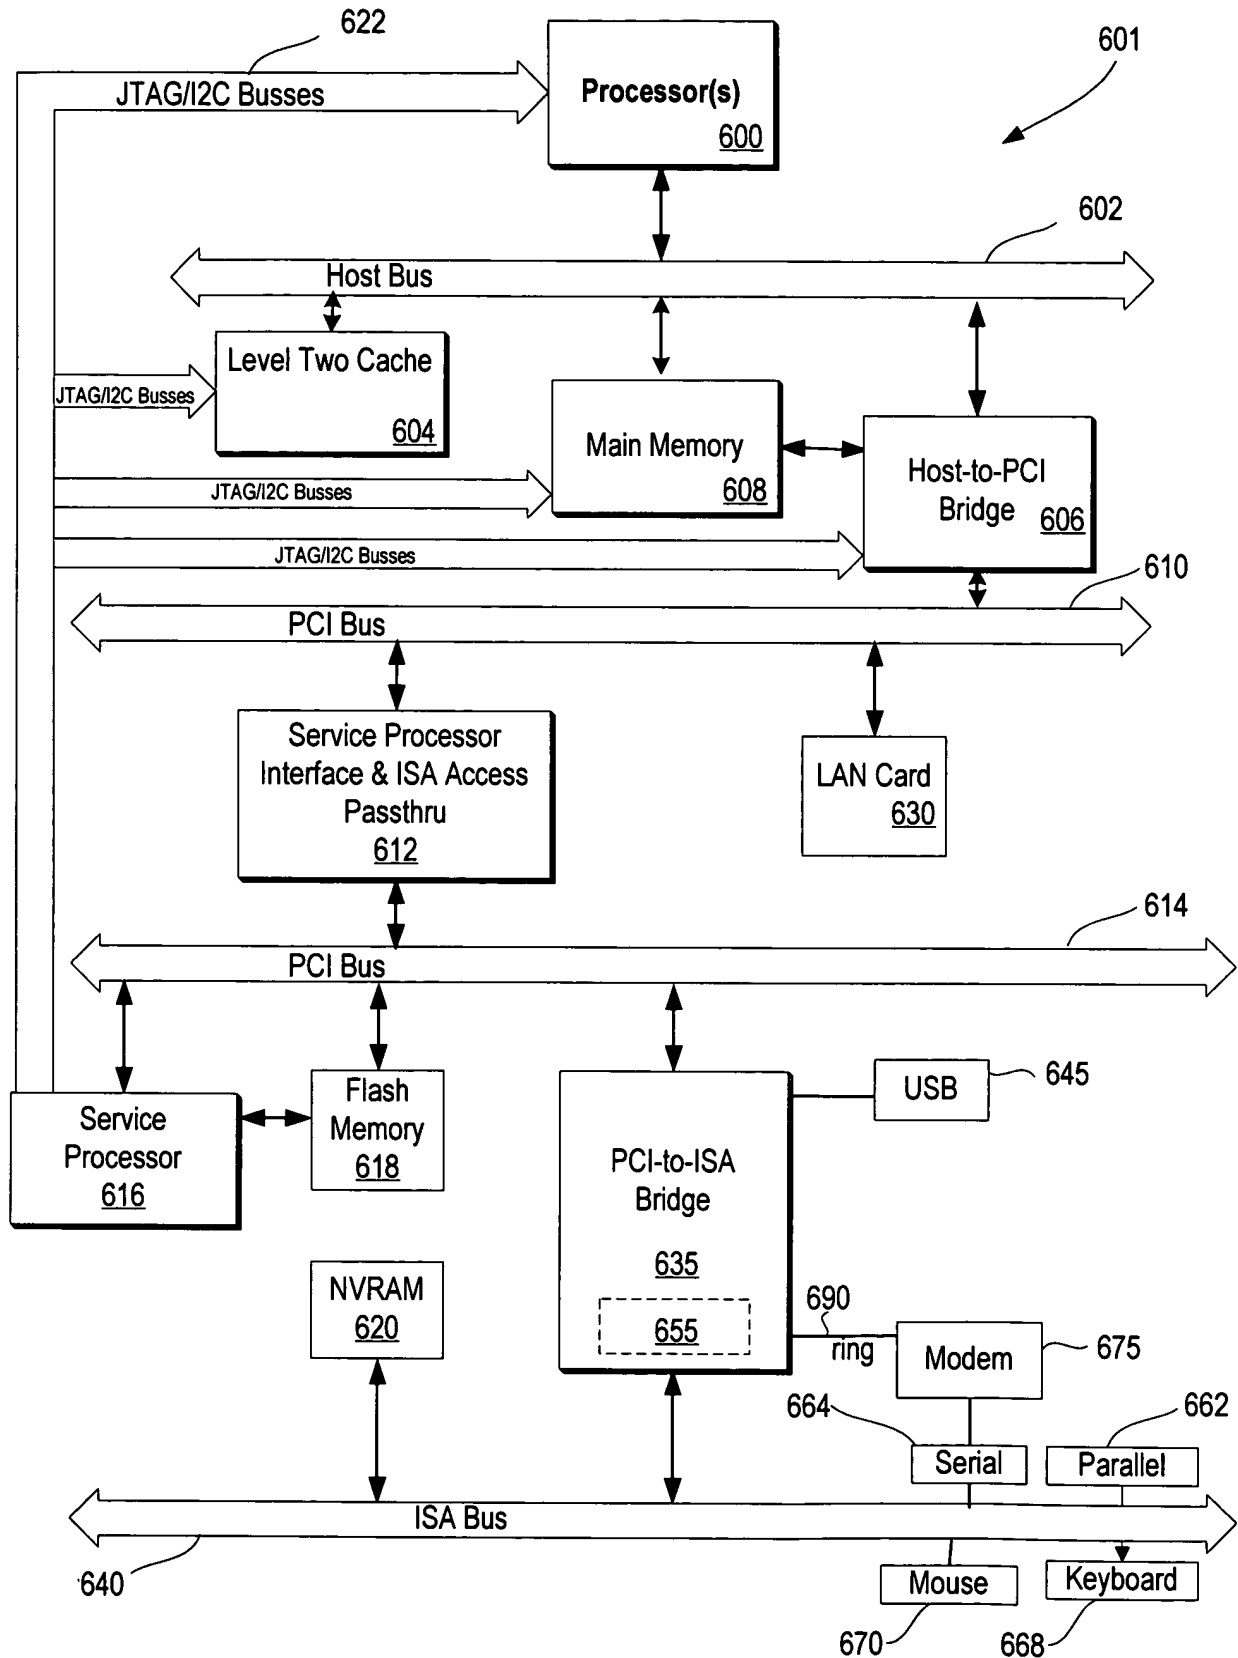 622
601
JTAG/I2C Busses
Processor(s)
600
602
Host Bus
Level Two Cache
604
JTAG/I2C Busses
Main Memory
608
Host-to-PCI
Bridge
606
JTAG/I2C Busses
JTAG/I2C Busses
610
PCI Bus
Service Processor
Interface & ISA Access
Passthru
612
LAN Card
630
614
PCI Bus
Service
Processor
616
Flash
Memory
618
PCI-to-ISA
Bridge
635
655
USB
645
NVRAM
620
690
ring
Modem
675
664
662
Serial
Parallel
ISA Bus
640
Mouse
Keyboard
670
668